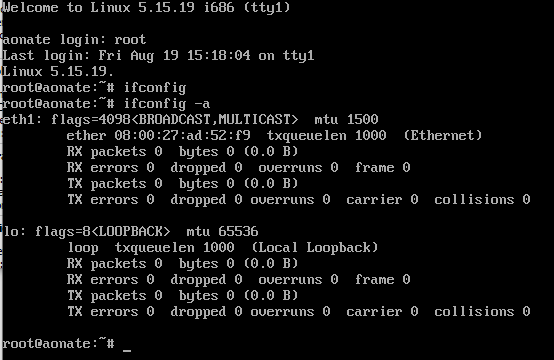 Welcome to Linux 5.15.19 i686 (tty1)
aonate login: root
Last login: Fri Aug 19 15:18:04 on tty1
Linux 5.15.19.
root@aonate:~# ifconfig
root@aonate:~# ifconfig -a
eth1: flags=4098<BROADCAST,MULTICAST>  mtu 1500
        ether 08:00:27:ad:52:f9  txqueuelen 1000  (Ethernet)
        RX packets 0  bytes 0 (0.0 B)
        RX errors 0  dropped 0  overruns 0  frame 0
        TX packets 0  bytes 0 (0.0 B)
        TX errors 0  dropped 0 overruns 0  carrier 0  collisions 0
lo: flags=8<LOOPBACK>  mtu 65536
        loop  txqueuelen 1000  (Local Loopback)
        RX packets 0  bytes 0 (0.0 B)
        RX errors 0  dropped 0  overruns 0  frame 0
        TX packets 0  bytes 0 (0.0 B)
        TX errors 0  dropped 0 overruns 0  carrier 0  collisions 0
root@aonate:~# _